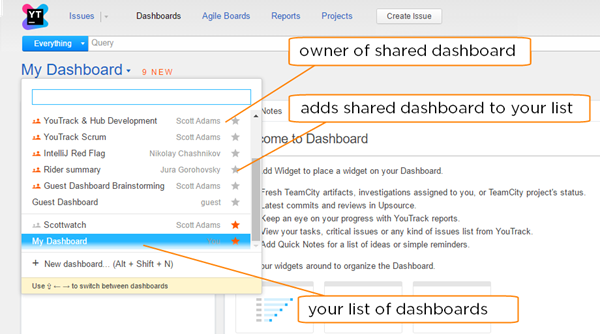 YT Issues Dashboards Agile Boards Reports Projects Create Issue
Everything Query
My Dashboard 9 NEW
owner of shared dashboard
adds shared dashboard to your list
YouTrack & Hub Development Scott Adams
Notes
YouTrack Scrum Scott Adams
come to Dashboard
IntelliJ Red Flag Nikolay Chashnikov
Rider summary Jura Gorohovsky
Add Widget to place a widget on your Dashboard.
Guest Dashboard Brainstorming Scott Adams
Fresh TeamCity artifacts, investigations assigned to you, or TeamCity project's status.
Guest Dashboard guest
Latest commits and reviews in Upsource.
Keep an eye on your progress with YouTrack reports.
Scottwatch Scott Adams
View your tasks, critical issues or any kind of issues list from YouTrack.
My Dashboard
Add Quick Notes for a list of ideas or simple reminders.
+ New dashboard... (Alt + Shift + N)
our widgets around to organize the Dashboard.
Use ⇧ ← → to switch between dashboards
your list of dashboards